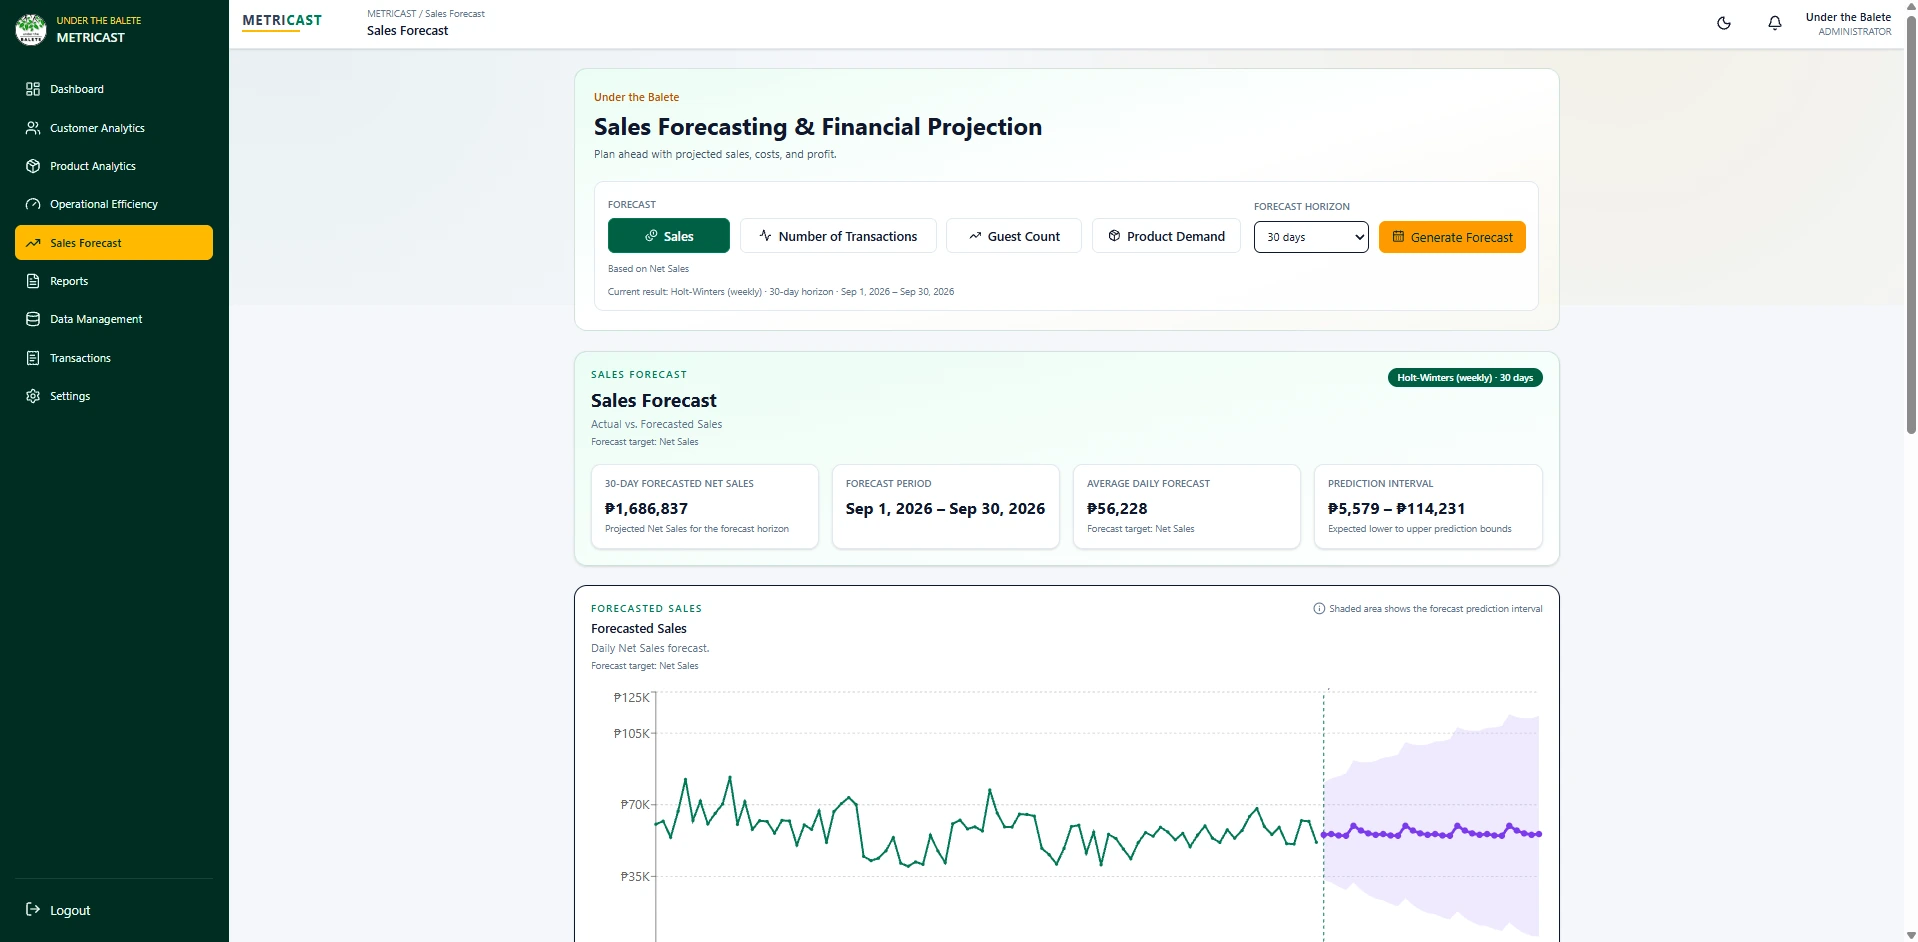 UNDER THE BALETE
METRICAST
Dashboard
Customer Analytics
Product Analytics
Operational Efficiency
Sales Forecast
Reports
Data Management
Transactions
Settings
Logout
METRICAST
METRICAST / Sales Forecast
Sales Forecast
Under the Balete
ADMINISTRATOR
Under the Balete
Sales Forecasting & Financial Projection
Plan ahead with projected sales, costs, and profit.
FORECAST
Sales
Number of Transactions
Guest Count
Product Demand
FORECAST HORIZON
30 days
Generate Forecast
Based on Net Sales
Current result: Holt-Winters (weekly) · 30-day horizon · Sep 1, 2026 – Sep 30, 2026
SALES FORECAST
Holt-Winters (weekly) · 30 days
Sales Forecast
Actual vs. Forecasted Sales
Forecast target: Net Sales
30-DAY FORECASTED NET SALES
₱1,686,837
Projected Net Sales for the forecast horizon
FORECAST PERIOD
Sep 1, 2026 – Sep 30, 2026
AVERAGE DAILY FORECAST
₱56,228
Forecast target: Net Sales
PREDICTION INTERVAL
₱5,579 – ₱114,231
Expected lower to upper prediction bounds
FORECASTED SALES
Shaded area shows the forecast prediction interval
Forecasted Sales
Daily Net Sales forecast.
Forecast target: Net Sales
₱125K
₱105K
₱70K
₱35K